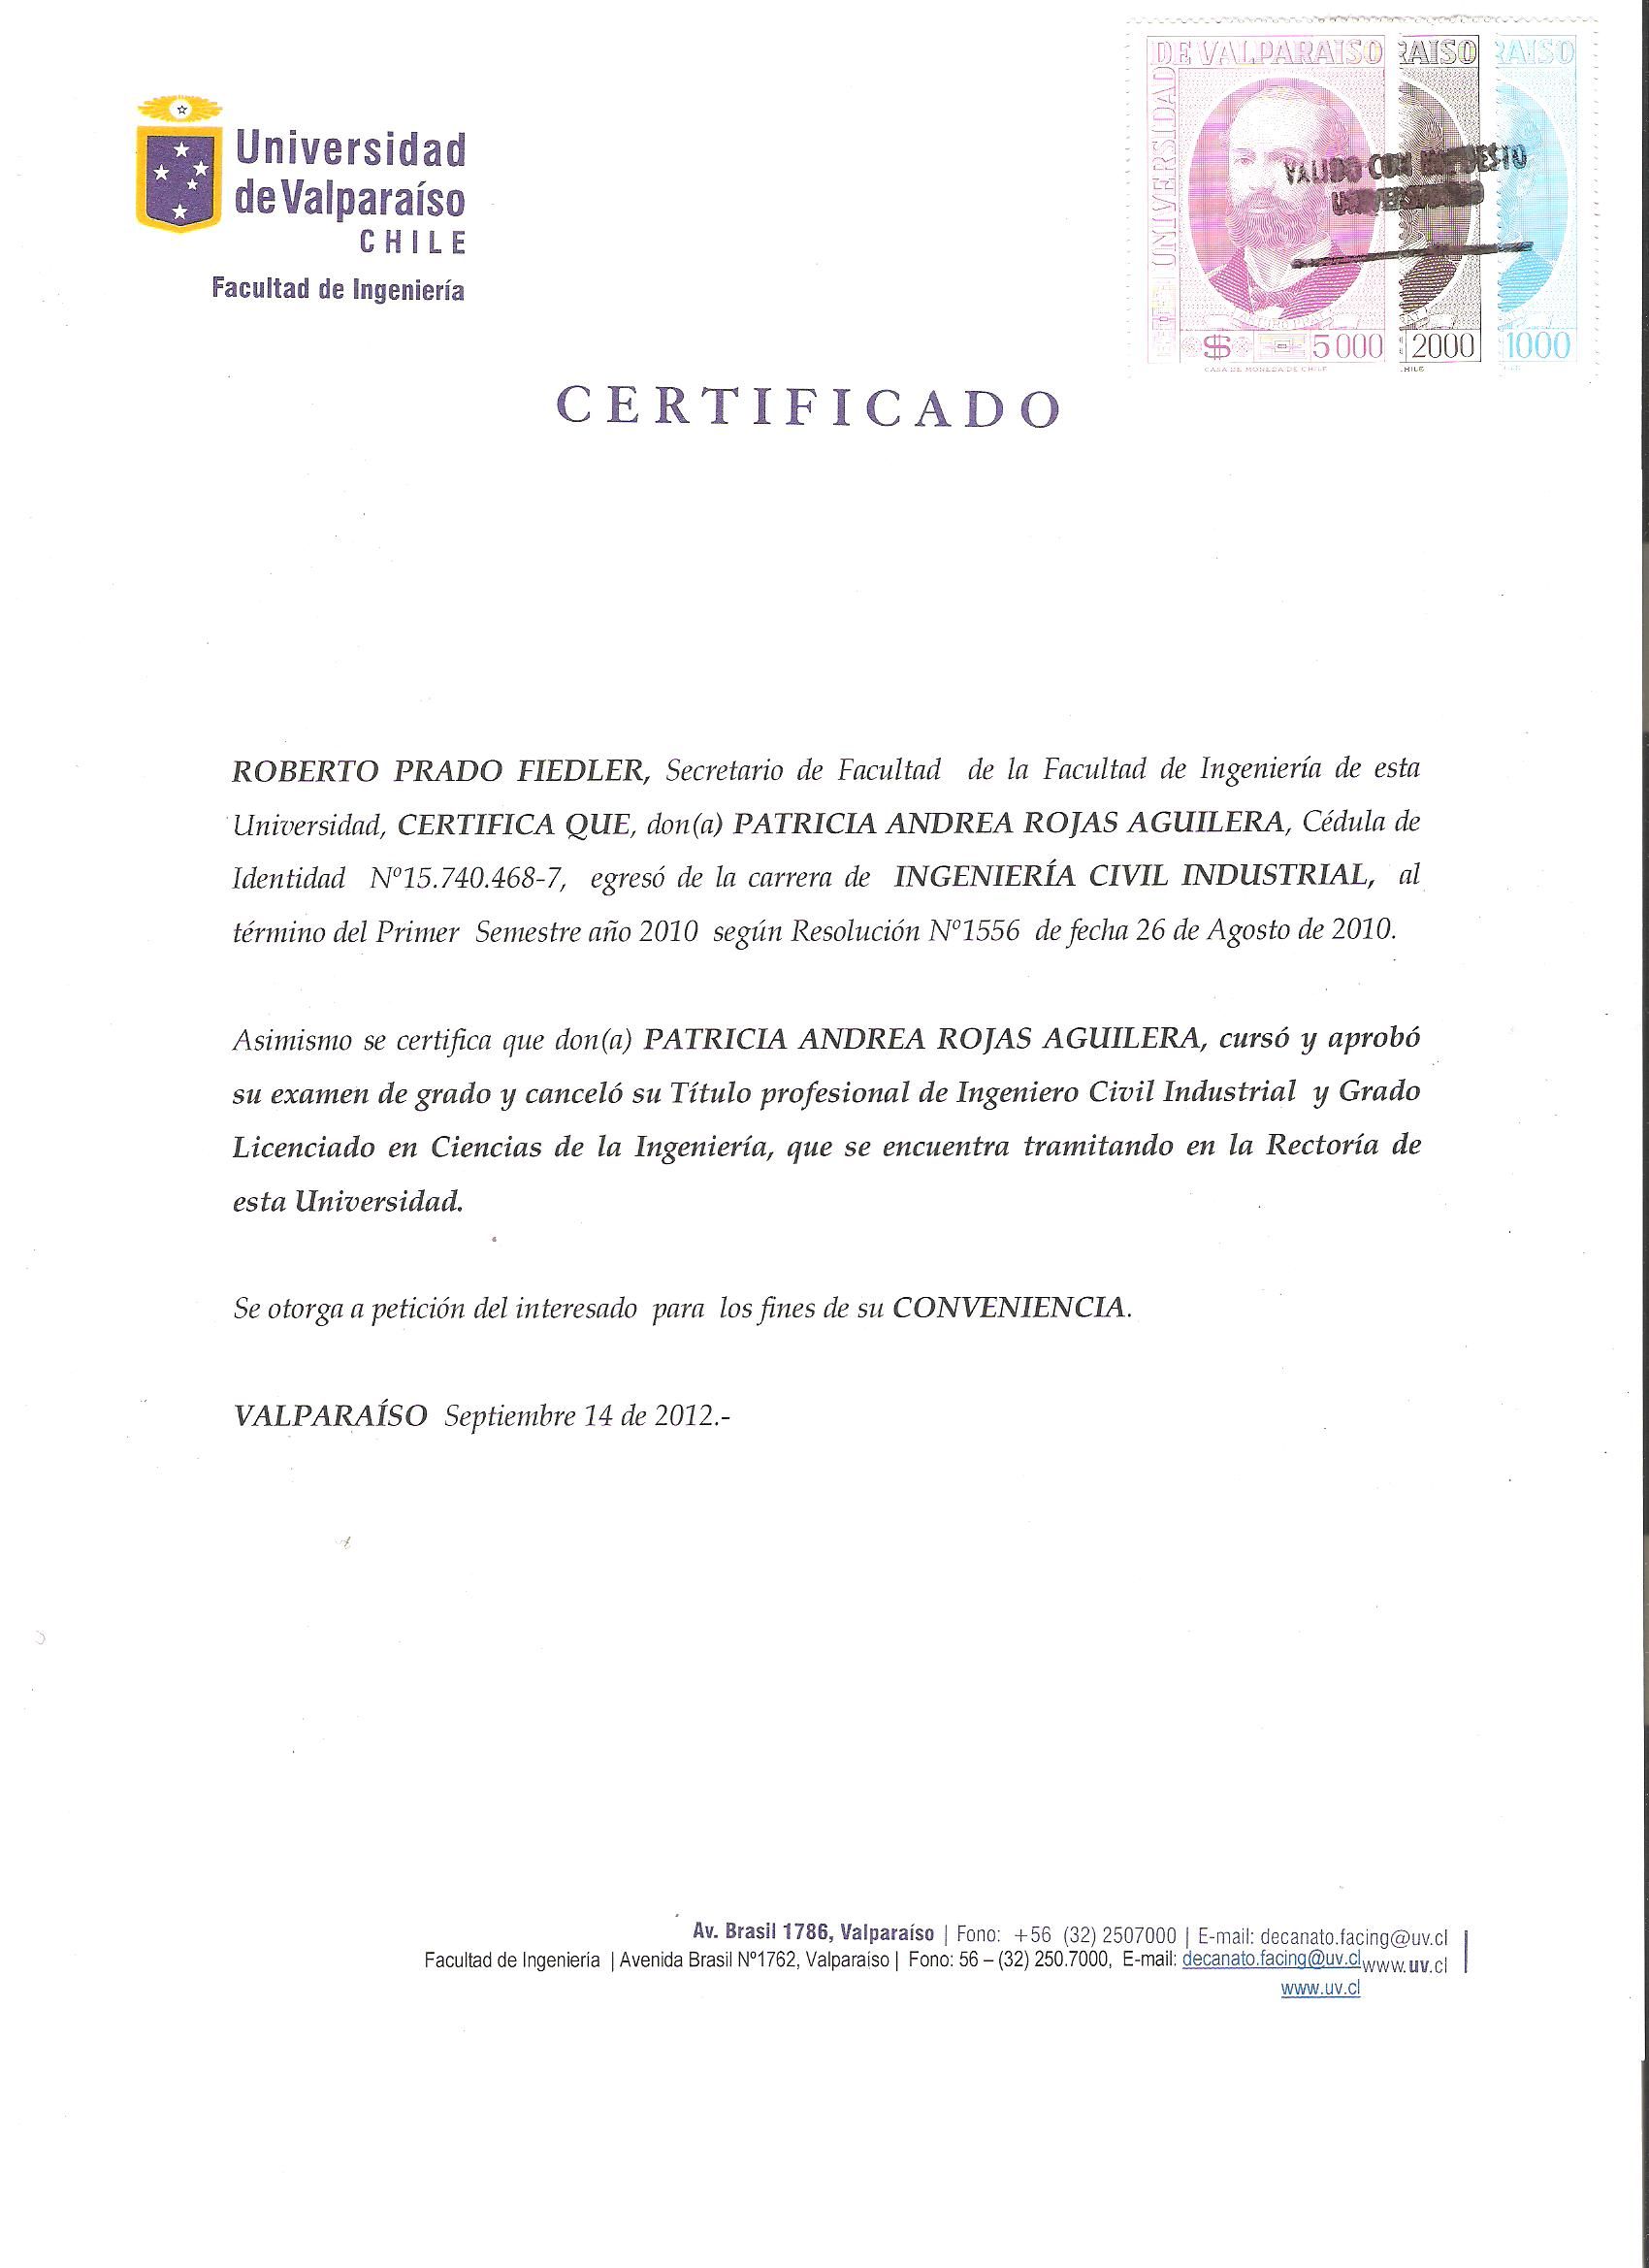 Universidad
de Valparaíso
CHILE
Facultad de Ingeniería
DE VALPARAISO RAISO RAISO
UNIVERSIDAD
VALIDO CON
$ 5000 2000 1000
CASA DE MONEDA DE CHILE
CERTIFICADO
ROBERTO PRADO FIEDLER, Secretario de Facultad de la Facultad de Ingeniería de esta
Universidad, CERTIFICA QUE, don(a) PATRICIA ANDREA ROJAS AGUILERA, Cédula de
Identidad Nº15.740.468-7, egresó de la carrera de INGENIERÍA CIVIL INDUSTRIAL, al
término del Primer Semestre año 2010 según Resolución Nº1556 de fecha 26 de Agosto de 2010.
Asimismo se certifica que don(a) PATRICIA ANDREA ROJAS AGUILERA, cursó y aprobó
su examen de grado y canceló su Título profesional de Ingeniero Civil Industrial y Grado
Licenciado en Ciencias de la Ingeniería, que se encuentra tramitando en la Rectoría de
esta Universidad.
Se otorga a petición del interesado para los fines de su CONVENIENCIA.
VALPARAÍSO Septiembre 14 de 2012.-
Av. Brasil 1786, Valparaíso | Fono: +56 (32) 2507000 | E-mail: decanato.facing@uv.cl
Facultad de Ingeniería | Avenida Brasil Nº1762, Valparaíso | Fono: 56 – (32) 250.7000, E-mail: decanato.facing@uv.cl
www.uv.cl
www.uv.cl